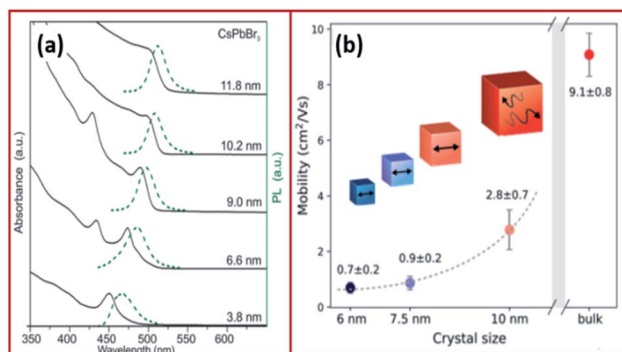 (a)
CsPbBr₃
11.8 nm
10.2 nm
9.0 nm
6.6 nm
3.8 nm
Absorbance (a.u.)
PL (a.u.)
350 400 450 500 550 600
Wavelength (nm)
(b)
Mobility (cm²/Vs)
10
8
6
4
2
0
9.1±0.8
2.8±0.7
0.9±0.2
0.7±0.2
6 nm 7.5 nm 10 nm bulk
Crystal size